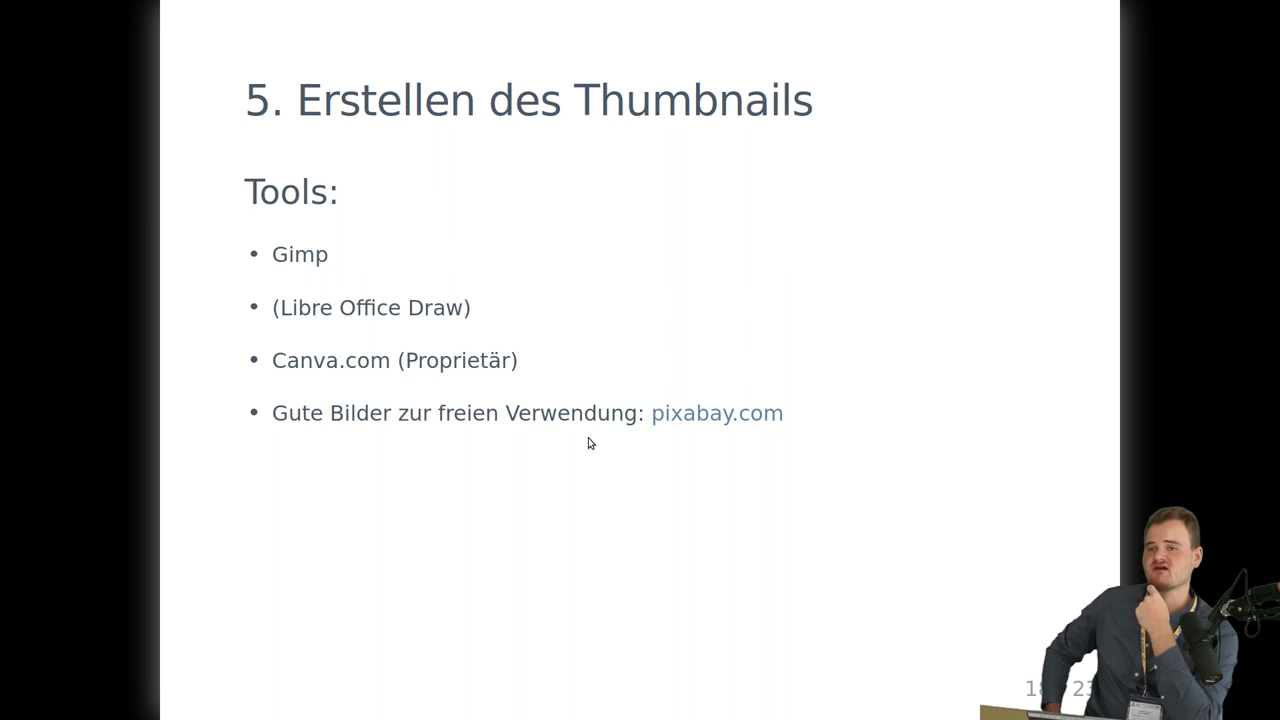 5. Erstellen des Thumbnails
Tools:
• Gimp
• (Libre Office Draw)
• Canva.com (Proprietär)
• Gute Bilder zur freien Verwendung: pixabay.com